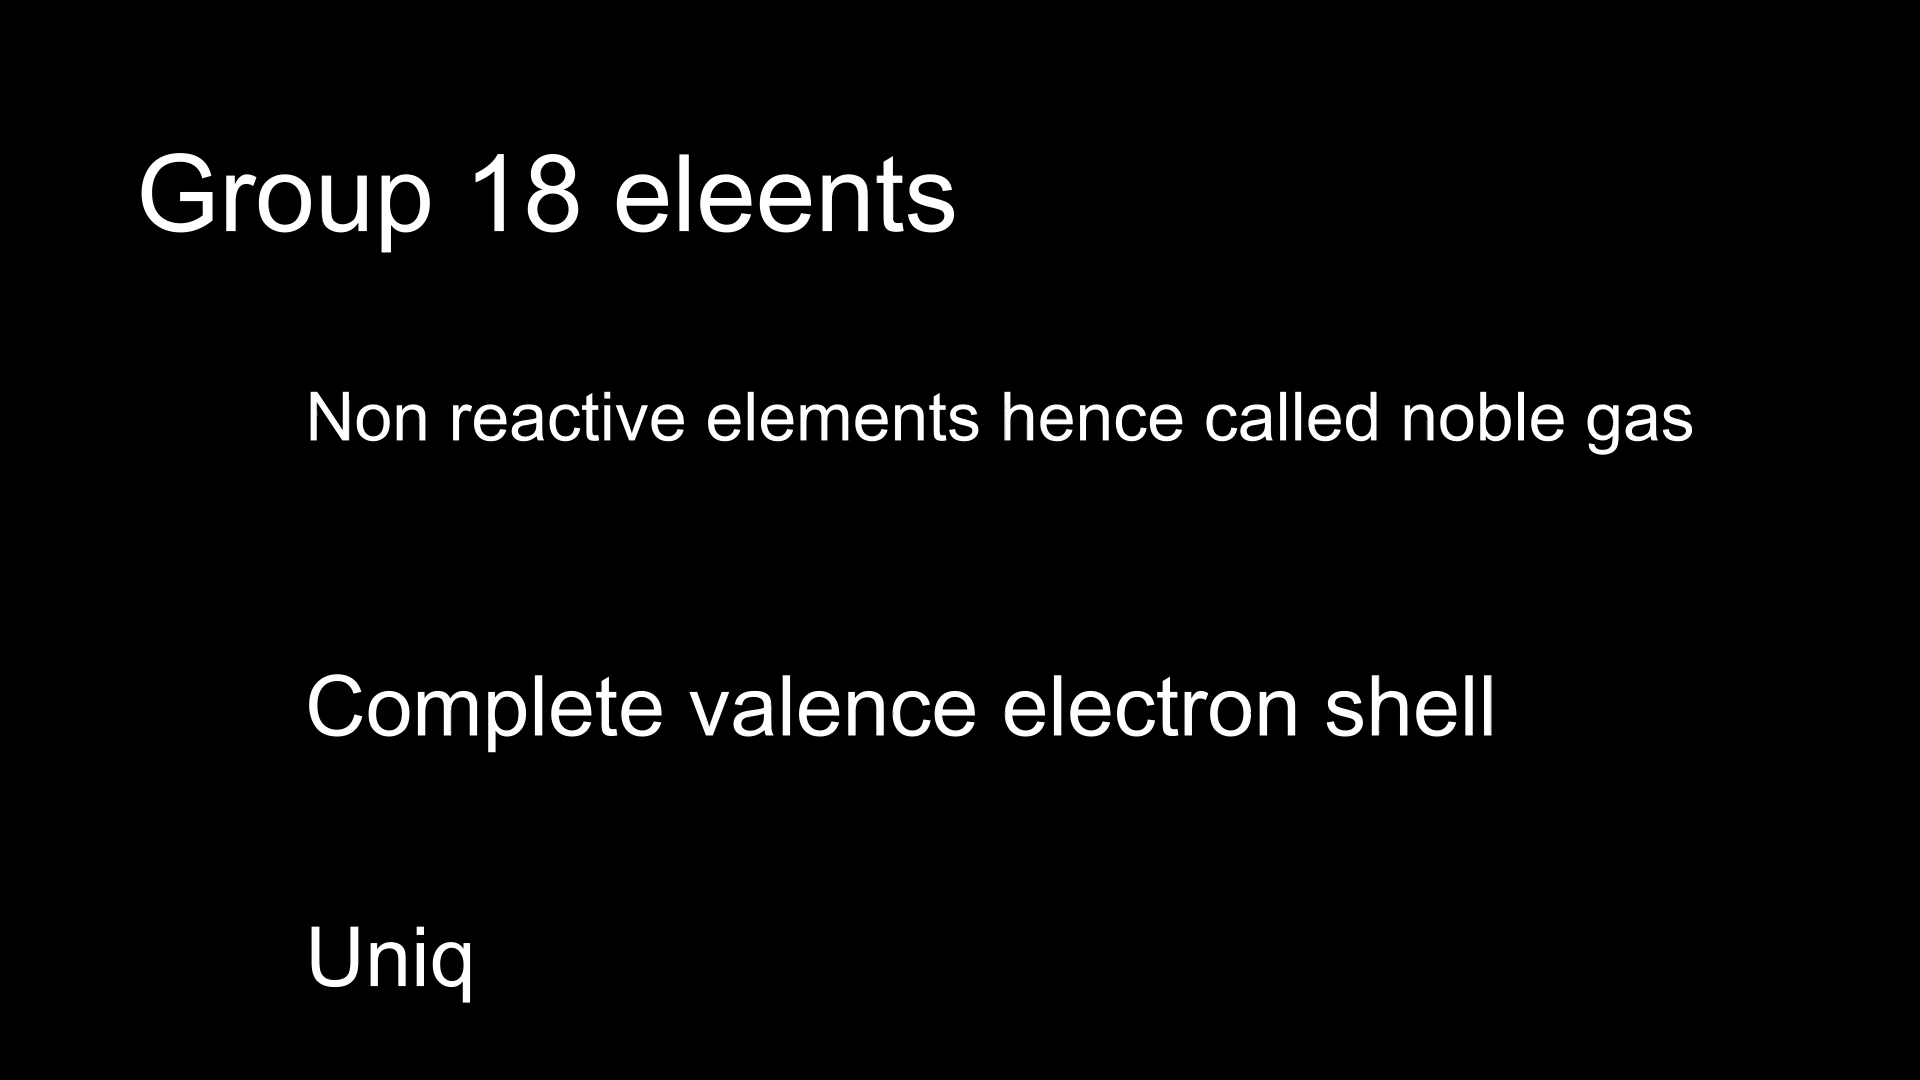 Group 18 eleents
Non reactive elements hence called noble gas
Complete valence electron shell
Uniq